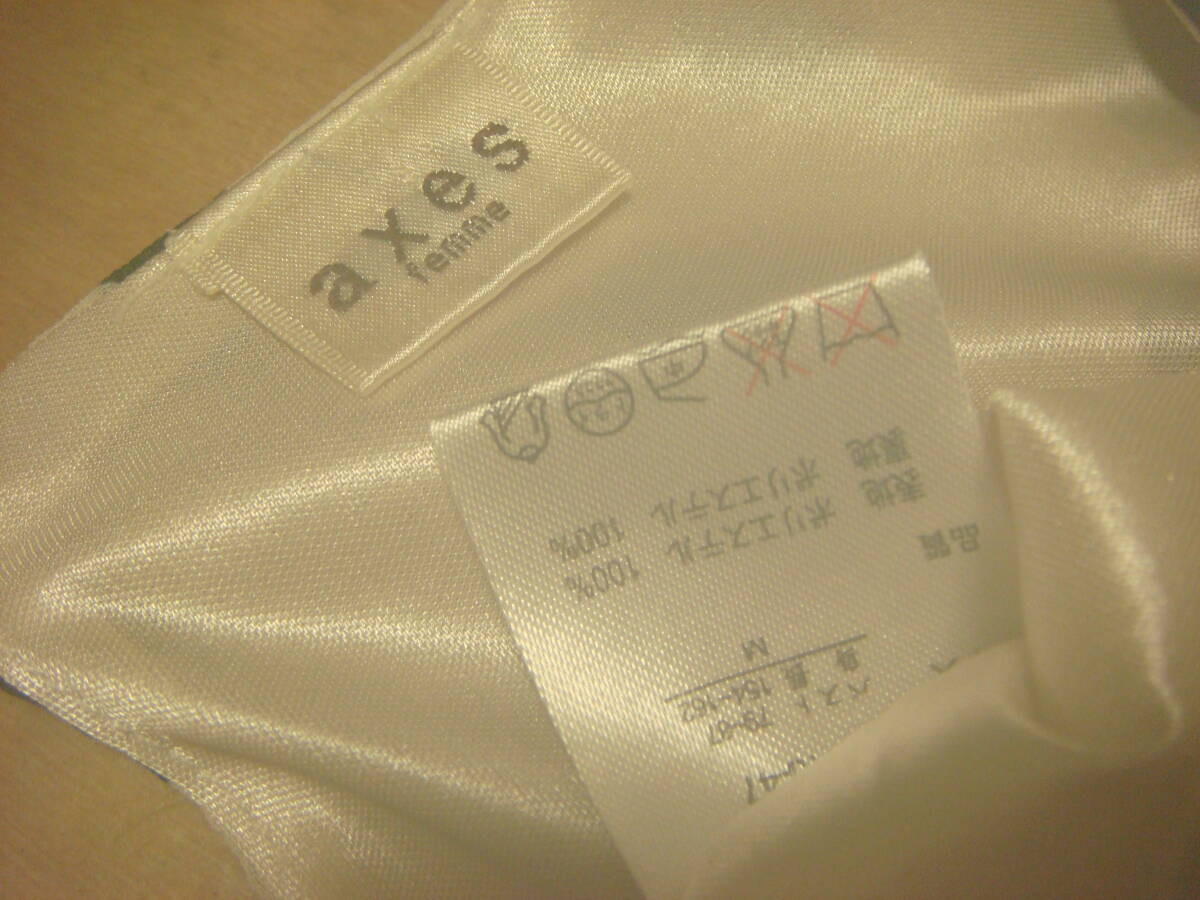 axes
femme
バスト 79-87
身 長 154-162
M
品質
表地 ポリエステル 100%
裏地 ポリエステル 100%
中